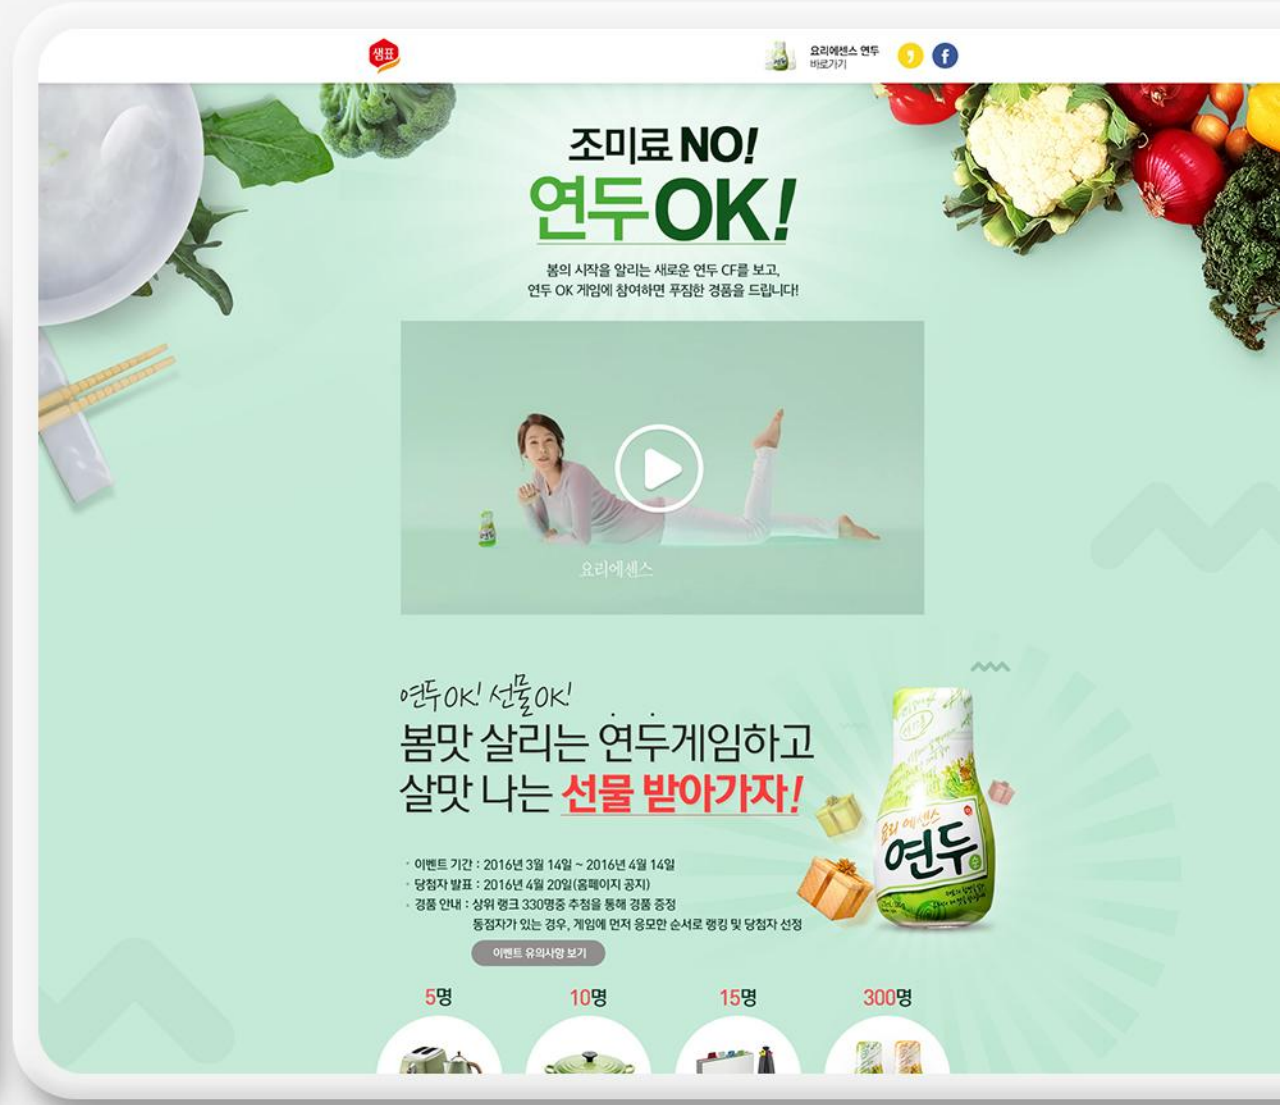 샘표
요리에센스 연두
바로가기
조미료 NO!
연두 OK!
봄의 시작을 알리는 새로운 연두 CF를 보고,
연두 OK 게임에 참여하면 푸짐한 경품을 드립니다!
요리에센스
연두OK! 선물OK!
봄맛 살리는 연두게임하고
살맛 나는 선물 받아가자!
· 이벤트 기간 : 2016년 3월 14일 ~ 2016년 4월 14일
· 당첨자 발표 : 2016년 4월 20일(홈페이지 공지)
· 경품 안내 : 상위 랭크 330명중 추첨을 통해 경품 증정
동점자가 있는 경우, 게임에 먼저 응모한 순서로 랭킹 및 당첨자 선정
이벤트 유의사항 보기
요리 에센스
연두
순
5명 10명 15명 300명